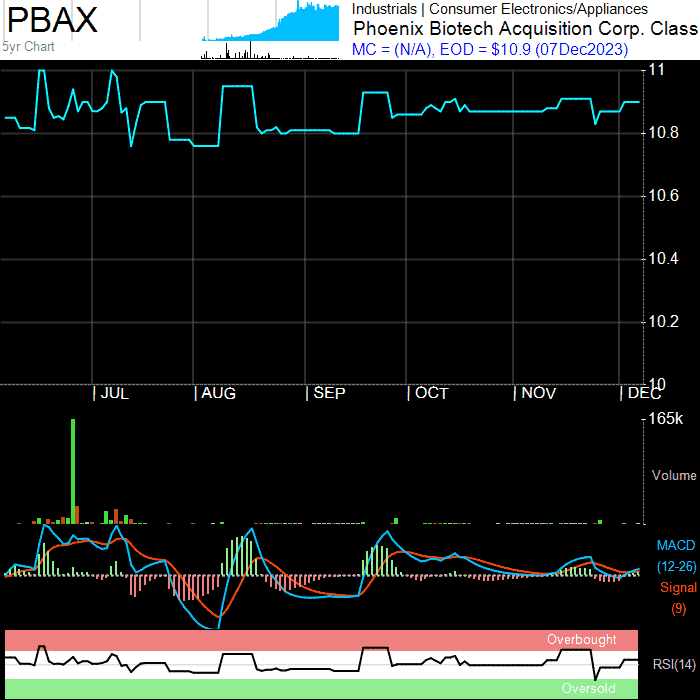 PBAX
5yr Chart
Industrials | Consumer Electronics/Appliances
Phoenix Biotech Acquisition Corp. Class
MC = (N/A), EOD = $10.9 (07Dec2023)
11
10.8
10.6
10.4
10.2
10
| JUL | AUG | SEP | OCT | NOV | DEC
165k
Volume
MACD
(12-26)
Signal
(9)
Overbought
RSI(14)
Oversold